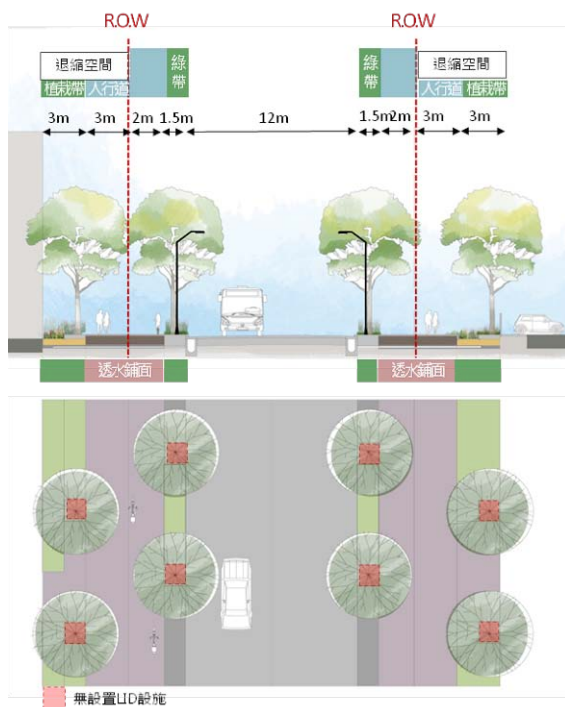 R.O.W R.O.W
退縮空間 綠帶 綠帶 退縮空間
植栽帶 人行道 人行道 植栽帶
3m 3m 2m 1.5m 12m 1.5m 2m 3m 3m
透水鋪面 透水鋪面
無設置LID設施